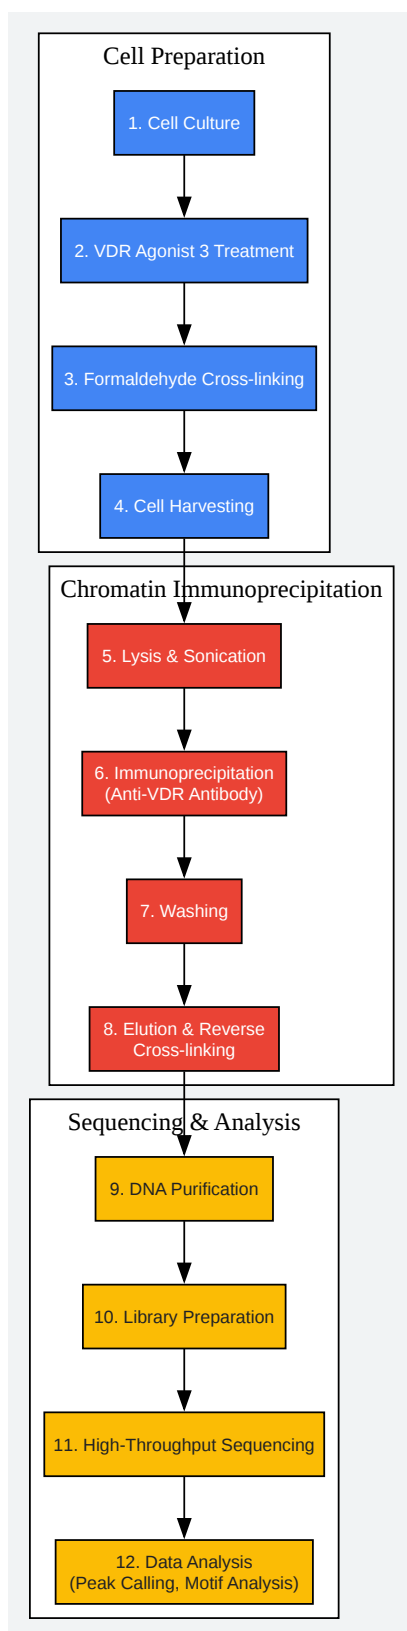 Cell Preparation
1. Cell Culture
2. VDR Agonist 3 Treatment
3. Formaldehyde Cross-linking
4. Cell Harvesting
Chromatin Immunoprecipitation
5. Lysis & Sonication
6. Immunoprecipitation
(Anti-VDR Antibody)
7. Washing
8. Elution & Reverse
Cross-linking
Sequencing & Analysis
9. DNA Purification
10. Library Preparation
11. High-Throughput Sequencing
12. Data Analysis
(Peak Calling, Motif Analysis)